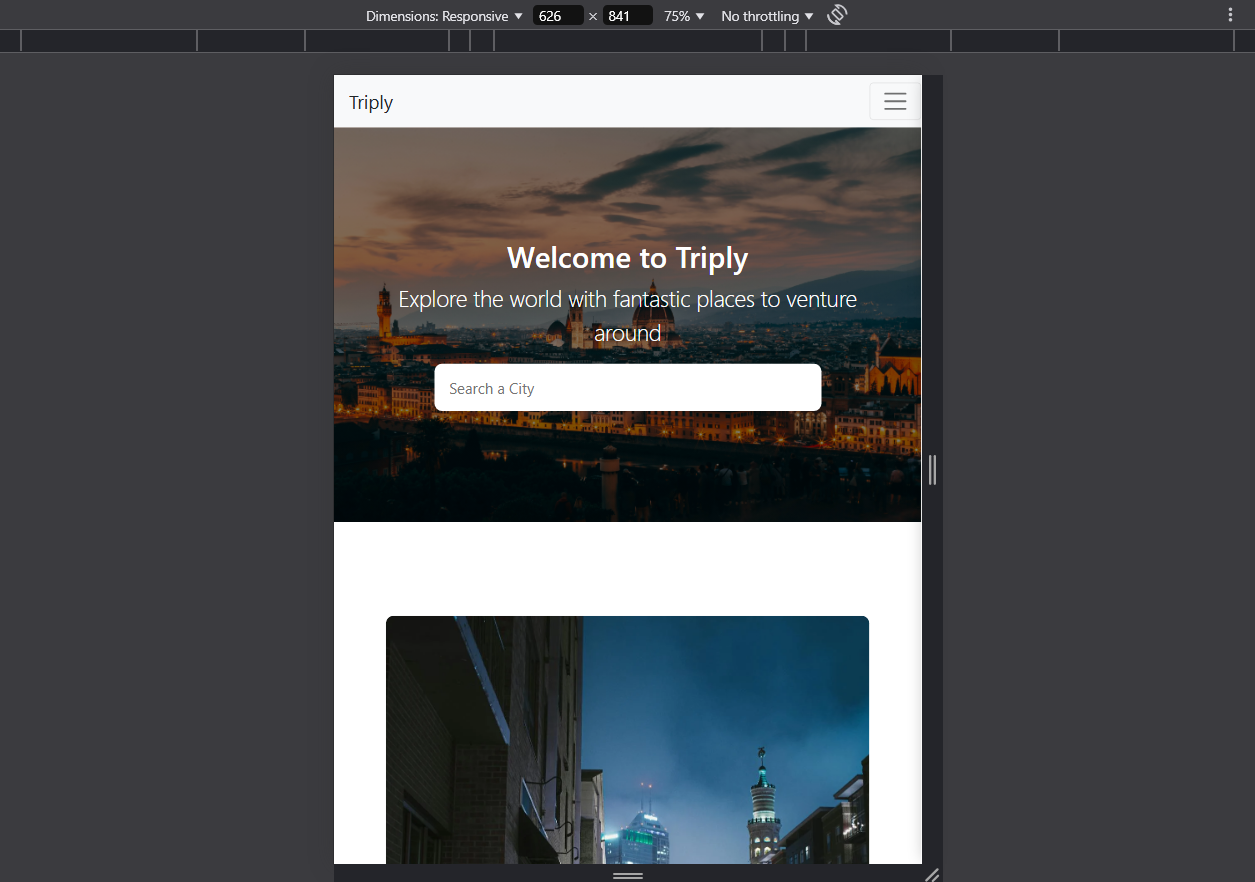 Dimensions: Responsive ▼ 626 × 841 75% ▼ No throttling ▼
Triply
Welcome to Triply
Explore the world with fantastic places to venture
around
Search a City